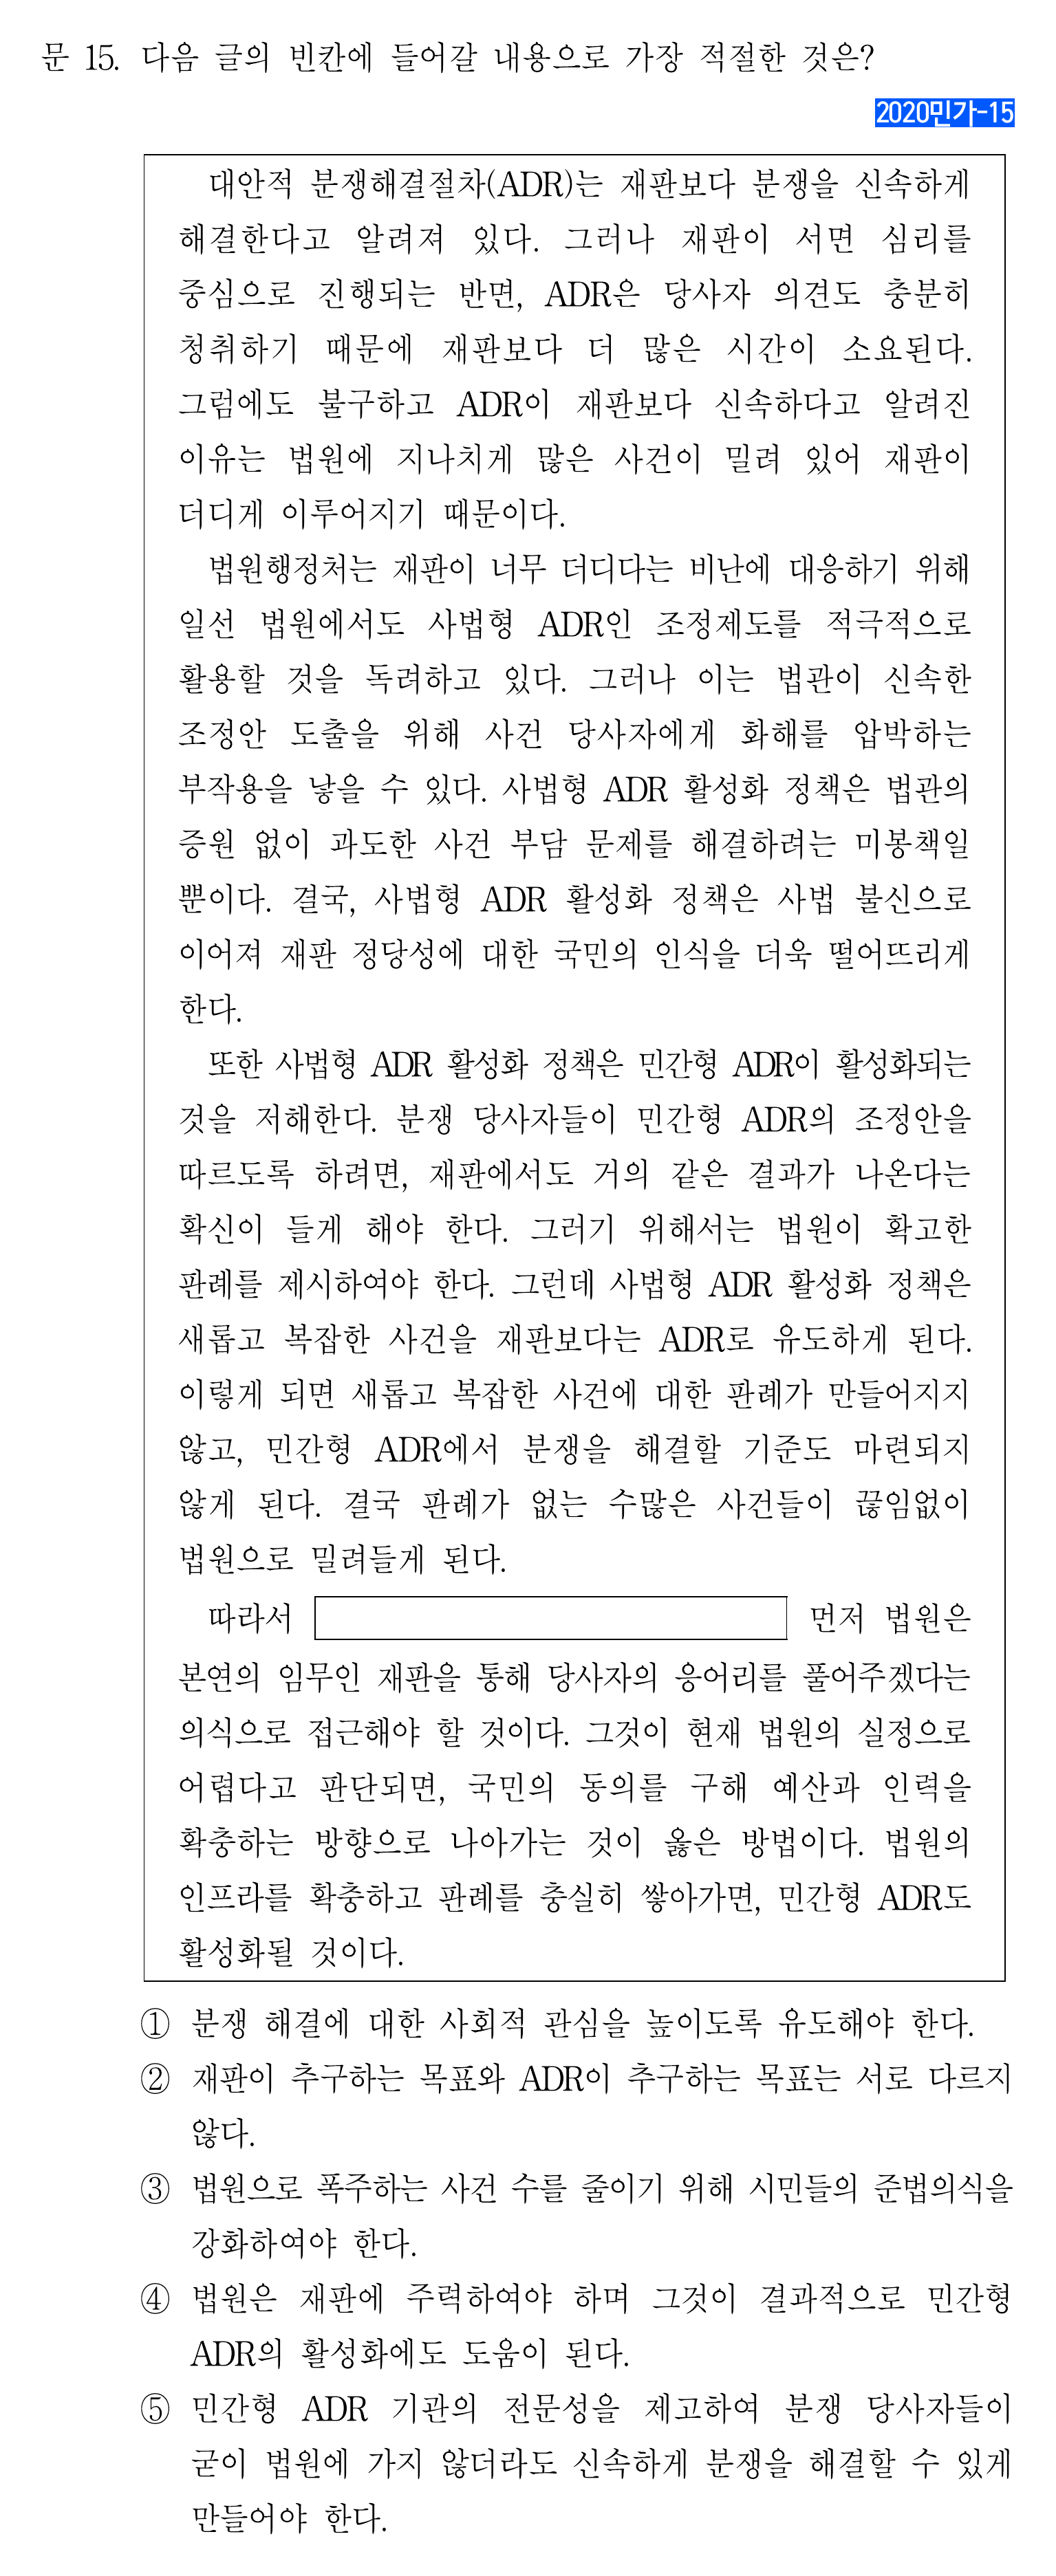 문 15. 다음 글의 빈칸에 들어갈 내용으로 가장 적절한 것은?
2020민가-15
대안적 분쟁해결절차(ADR)는 재판보다 분쟁을 신속하게
해결한다고 알려져 있다. 그러나 재판이 서면 심리를
중심으로 진행되는 반면, ADR은 당사자 의견도 충분히
청취하기 때문에 재판보다 더 많은 시간이 소요된다.
그럼에도 불구하고 ADR이 재판보다 신속하다고 알려진
이유는 법원에 지나치게 많은 사건이 밀려 있어 재판이
더디게 이루어지기 때문이다.
법원행정처는 재판이 너무 더디다는 비난에 대응하기 위해
일선 법원에서도 사법형 ADR인 조정제도를 적극적으로
활용할 것을 독려하고 있다. 그러나 이는 법관이 신속한
조정안 도출을 위해 사건 당사자에게 화해를 압박하는
부작용을 낳을 수 있다. 사법형 ADR 활성화 정책은 법관의
증원 없이 과도한 사건 부담 문제를 해결하려는 미봉책일
뿐이다. 결국, 사법형 ADR 활성화 정책은 사법 불신으로
이어져 재판 정당성에 대한 국민의 인식을 더욱 떨어뜨리게
한다.
또한 사법형 ADR 활성화 정책은 민간형 ADR이 활성화되는
것을 저해한다. 분쟁 당사자들이 민간형 ADR의 조정안을
따르도록 하려면, 재판에서도 거의 같은 결과가 나온다는
확신이 들게 해야 한다. 그러기 위해서는 법원이 확고한
판례를 제시하여야 한다. 그런데 사법형 ADR 활성화 정책은
새롭고 복잡한 사건을 재판보다는 ADR로 유도하게 된다.
이렇게 되면 새롭고 복잡한 사건에 대한 판례가 만들어지지
않고, 민간형 ADR에서 분쟁을 해결할 기준도 마련되지
않게 된다. 결국 판례가 없는 수많은 사건들이 끊임없이
법원으로 밀려들게 된다.
따라서 먼저 법원은
본연의 임무인 재판을 통해 당사자의 응어리를 풀어주겠다는
의식으로 접근해야 할 것이다. 그것이 현재 법원의 실정으로
어렵다고 판단되면, 국민의 동의를 구해 예산과 인력을
확충하는 방향으로 나아가는 것이 옳은 방법이다. 법원의
인프라를 확충하고 판례를 충실히 쌓아가면, 민간형 ADR도
활성화될 것이다.
① 분쟁 해결에 대한 사회적 관심을 높이도록 유도해야 한다.
② 재판이 추구하는 목표와 ADR이 추구하는 목표는 서로 다르지
않다.
③ 법원으로 폭주하는 사건 수를 줄이기 위해 시민들의 준법의식을
강화하여야 한다.
④ 법원은 재판에 주력하여야 하며 그것이 결과적으로 민간형
ADR의 활성화에도 도움이 된다.
⑤ 민간형 ADR 기관의 전문성을 제고하여 분쟁 당사자들이
굳이 법원에 가지 않더라도 신속하게 분쟁을 해결할 수 있게
만들어야 한다.